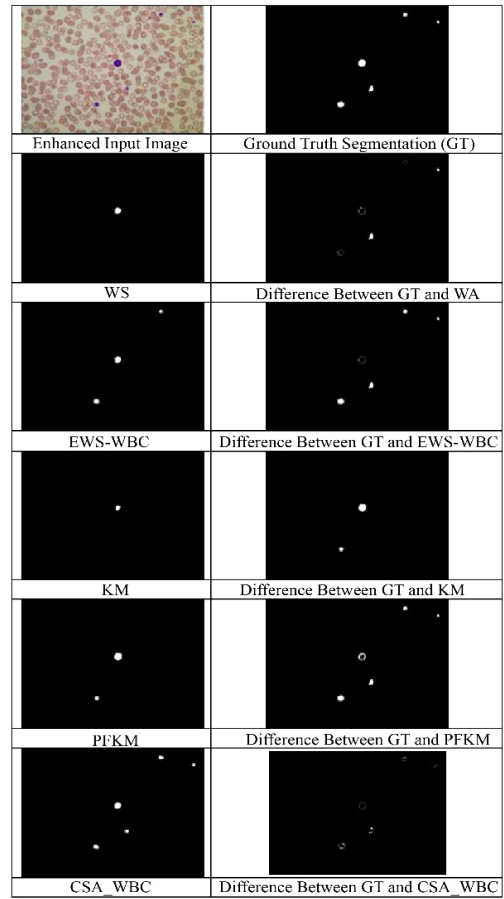 Enhanced Input Image
Ground Truth Segmentation (GT)
WS
Difference Between GT and WA
EWS-WBC
Difference Between GT and EWS-WBC
KM
Difference Between GT and KM
PFKM
Difference Between GT and PFKM
CSA_WBC
Difference Between GT and CSA_WBC